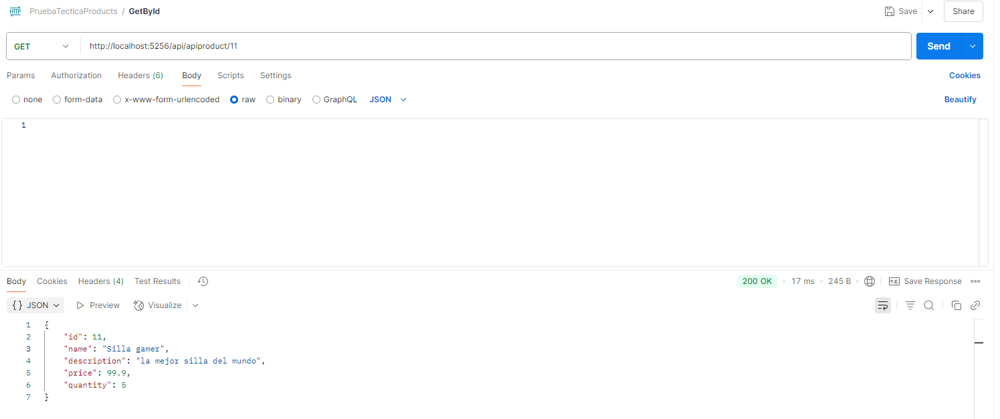 HTTP PruebaTecticaProducts / GetById Save Share
GET http://localhost:5256/api/apiproduct/11 Send
Params Authorization Headers (6) Body Scripts Settings Cookies
none form-data x-www-form-urlencoded raw binary GraphQL JSON Beautify
1
Body Cookies Headers (4) Test Results 200 OK • 17 ms • 245 B • e.g. Save Response
{} JSON Preview Visualize
1 {
2 "id": 11,
3 "name": "Silla gamer",
4 "description": "la mejor silla del mundo",
5 "price": 99.9,
6 "quantity": 5
7 }